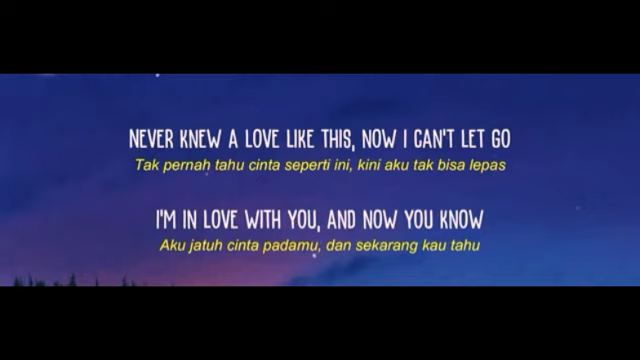 NEVER KNEW A LOVE LIKE THIS, NOW I CAN'T LET GO
Tak pernah tahu cinta seperti ini, kini aku tak bisa lepas
I'M IN LOVE WITH YOU, AND NOW YOU KNOW
Aku jatuh cinta padamu, dan sekarang kau tahu